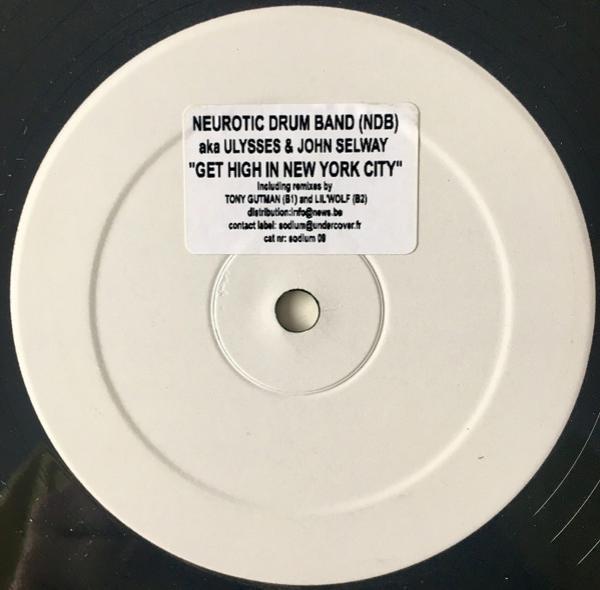 NEUROTIC DRUM BAND (NDB)
aka ULYSSES & JOHN SELWAY
"GET HIGH IN NEW YORK CITY"
Including remixes by
TONY GUTMAN (B1) and LIL'WOLF (B2)
distribution:info@news.be
contact label: sodium@undercover.fr
cat nr: sodium 08